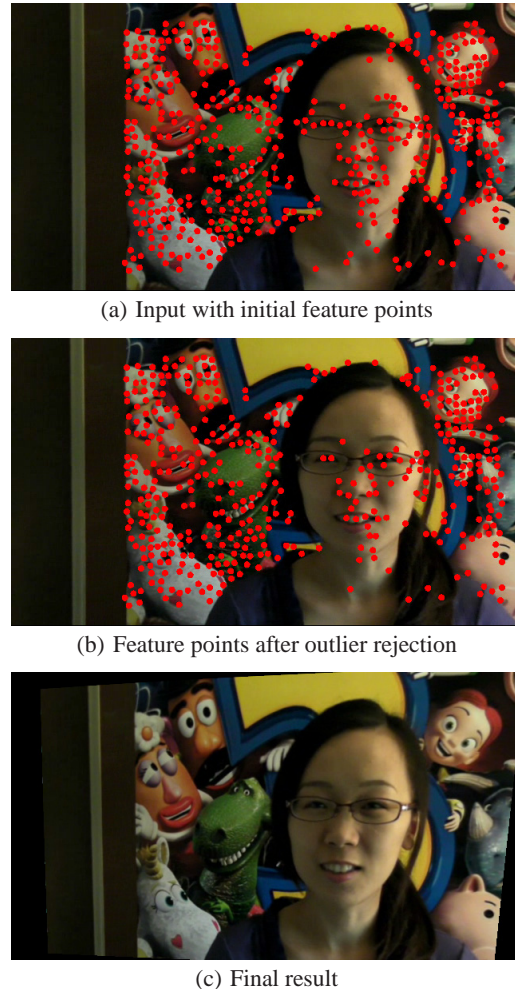 (a) Input with initial feature points
(b) Feature points after outlier rejection
(c) Final result